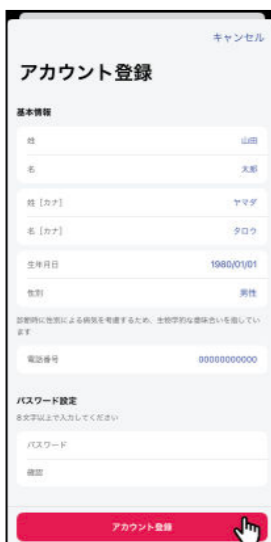 キャンセル
アカウント登録
基本情報
姓 山田
名 太郎
姓 [カナ] ヤマダ
名 [カナ] タロウ
生年月日 1980/01/01
性別 男性
診断時に性別による病気を考慮するため、生物学的な意味合いを指してい
ます
電話番号 00000000000
パスワード設定
8文字以上で入力してください
パスワード
確認
アカウント登録